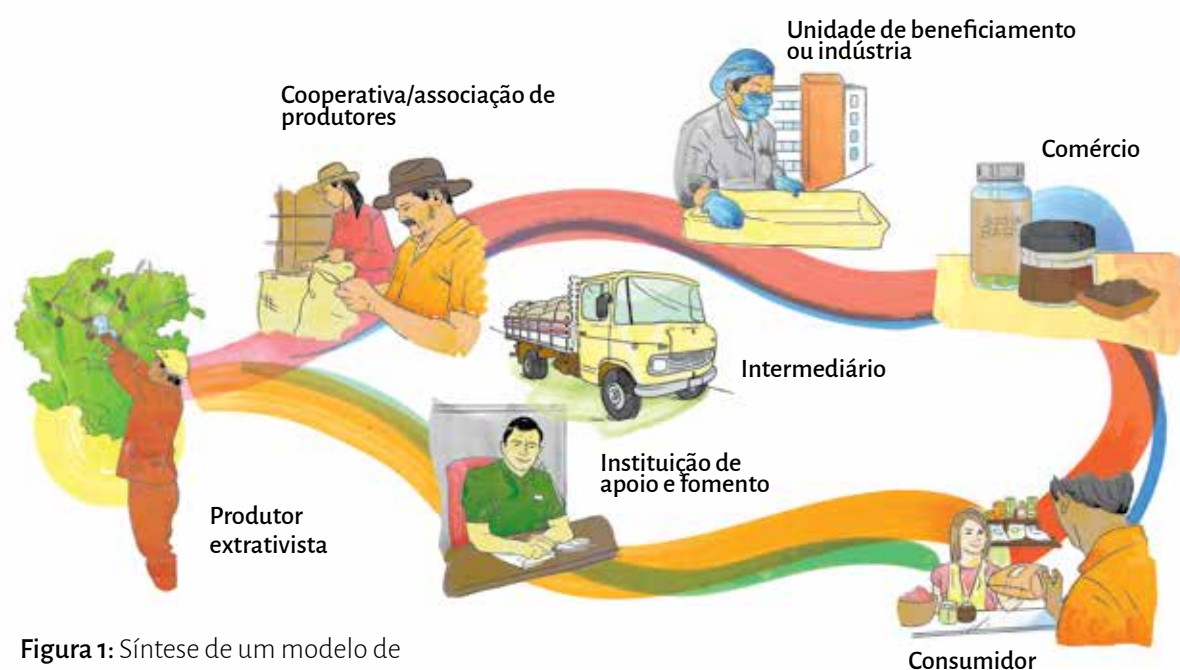 Unidade de beneficiamento
ou indústria
Cooperativa/associação de
produtores
Comércio
Intermediário
Instituição de
apoio e fomento
Produtor
extrativista
Consumidor
Figura 1: Síntese de um modelo de